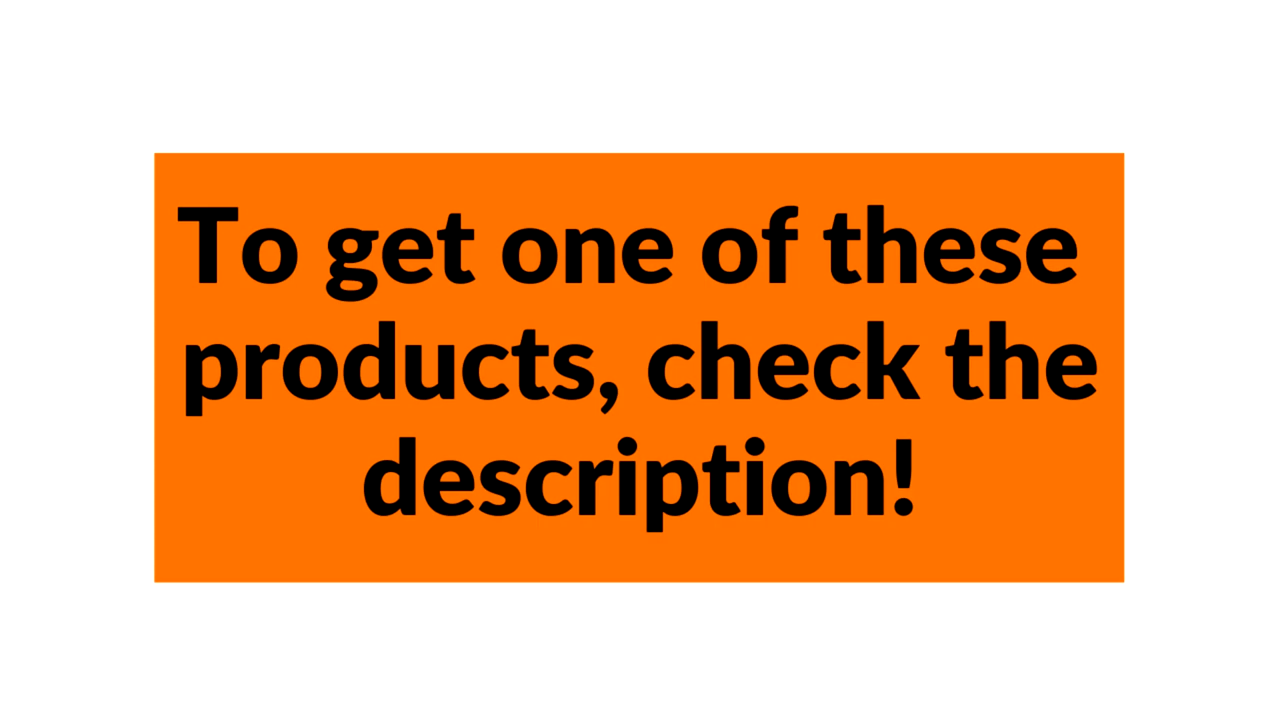 To get one of these
products, check the
description!